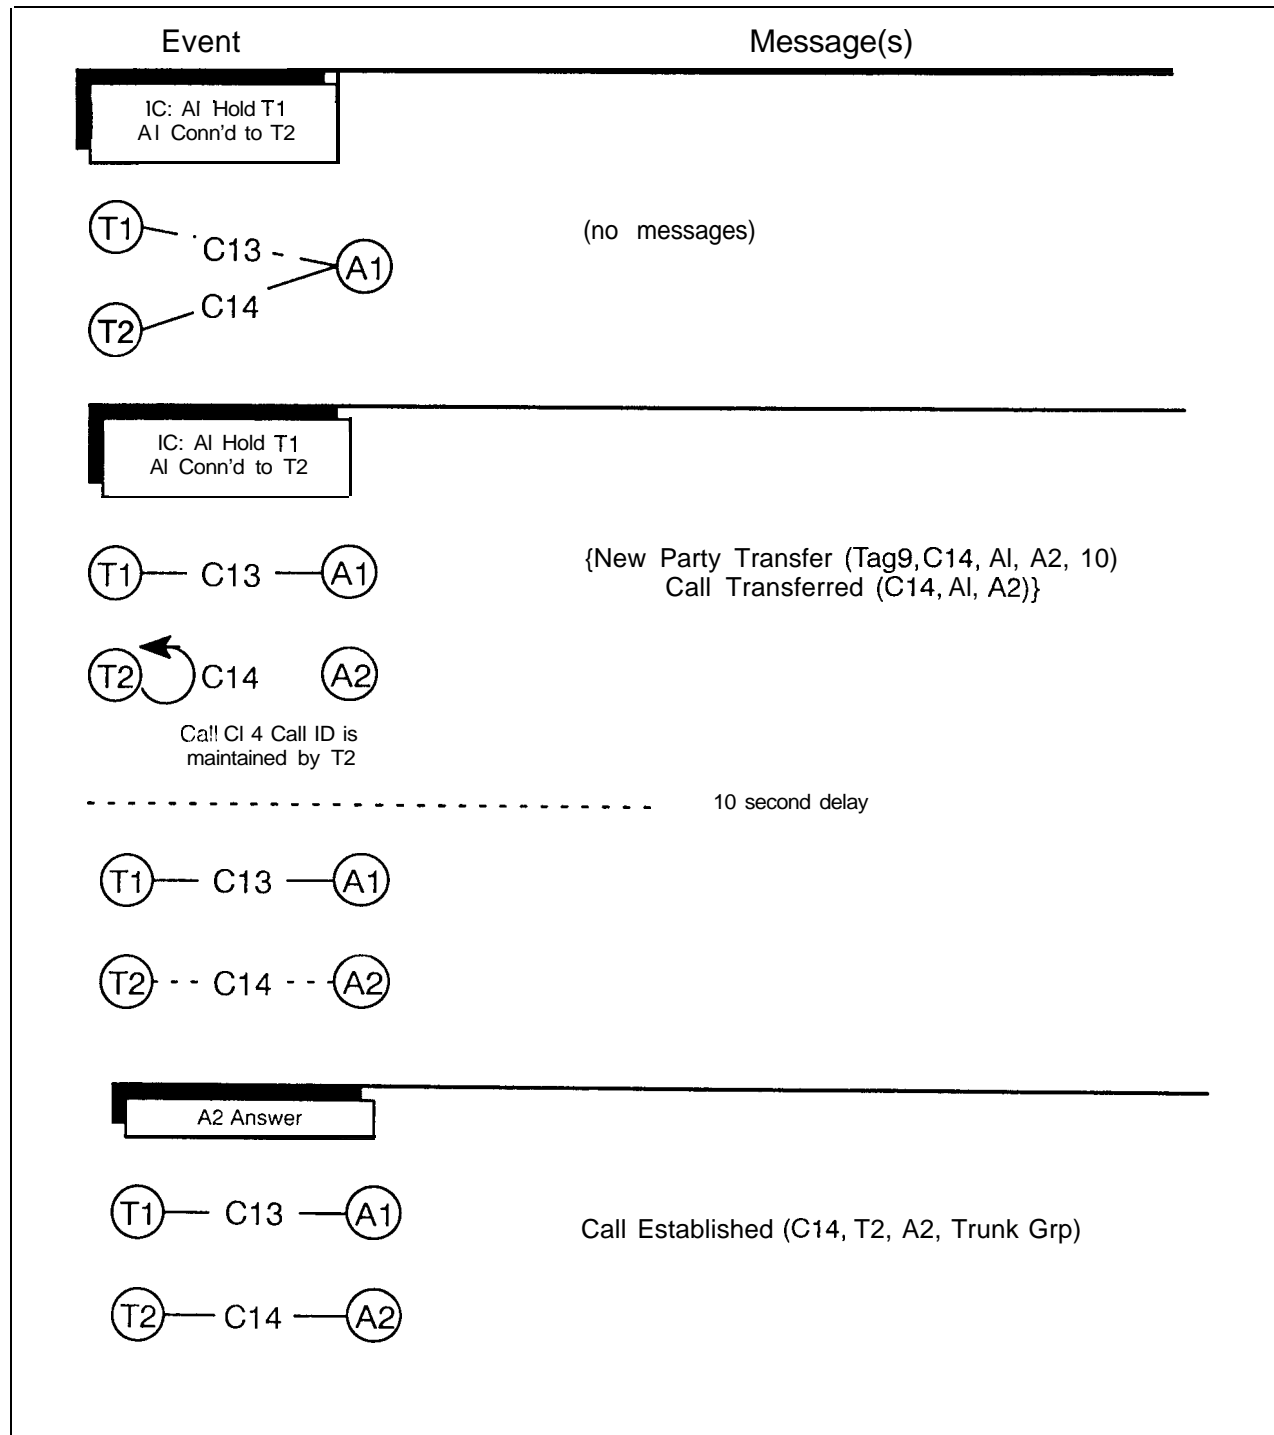 Event Message(s)
IC: Al Hold T1
Al Conn'd to T2
T1
C13
A1
(no messages)
C14
T2
IC: Al Hold T1
Al Conn'd to T2
T1 C13 A1
{New Party Transfer (Tag9,C14, Al, A2, 10)
Call Transferred (C14, Al, A2)}
T2 C14 A2
Call Cl 4 Call ID is
maintained by T2
10 second delay
T1 C13 A1
T2 C14 A2
A2 Answer
T1 C13 A1
Call Established (C14, T2, A2, Trunk Grp)
T2 C14 A2